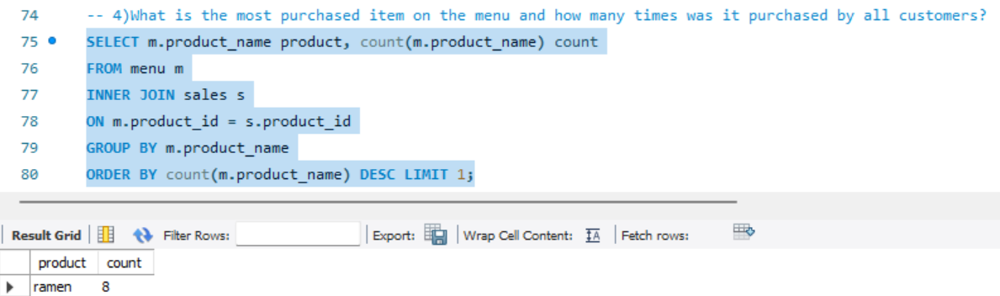 74 -- 4)What is the most purchased item on the menu and how many times was it purchased by all customers?
75 SELECT m.product_name product, count(m.product_name) count
76 FROM menu m
77 INNER JOIN sales s
78 ON m.product_id = s.product_id
79 GROUP BY m.product_name
80 ORDER BY count(m.product_name) DESC LIMIT 1;
Result Grid Filter Rows: Export: Wrap Cell Content: IA Fetch rows:
product count
ramen 8